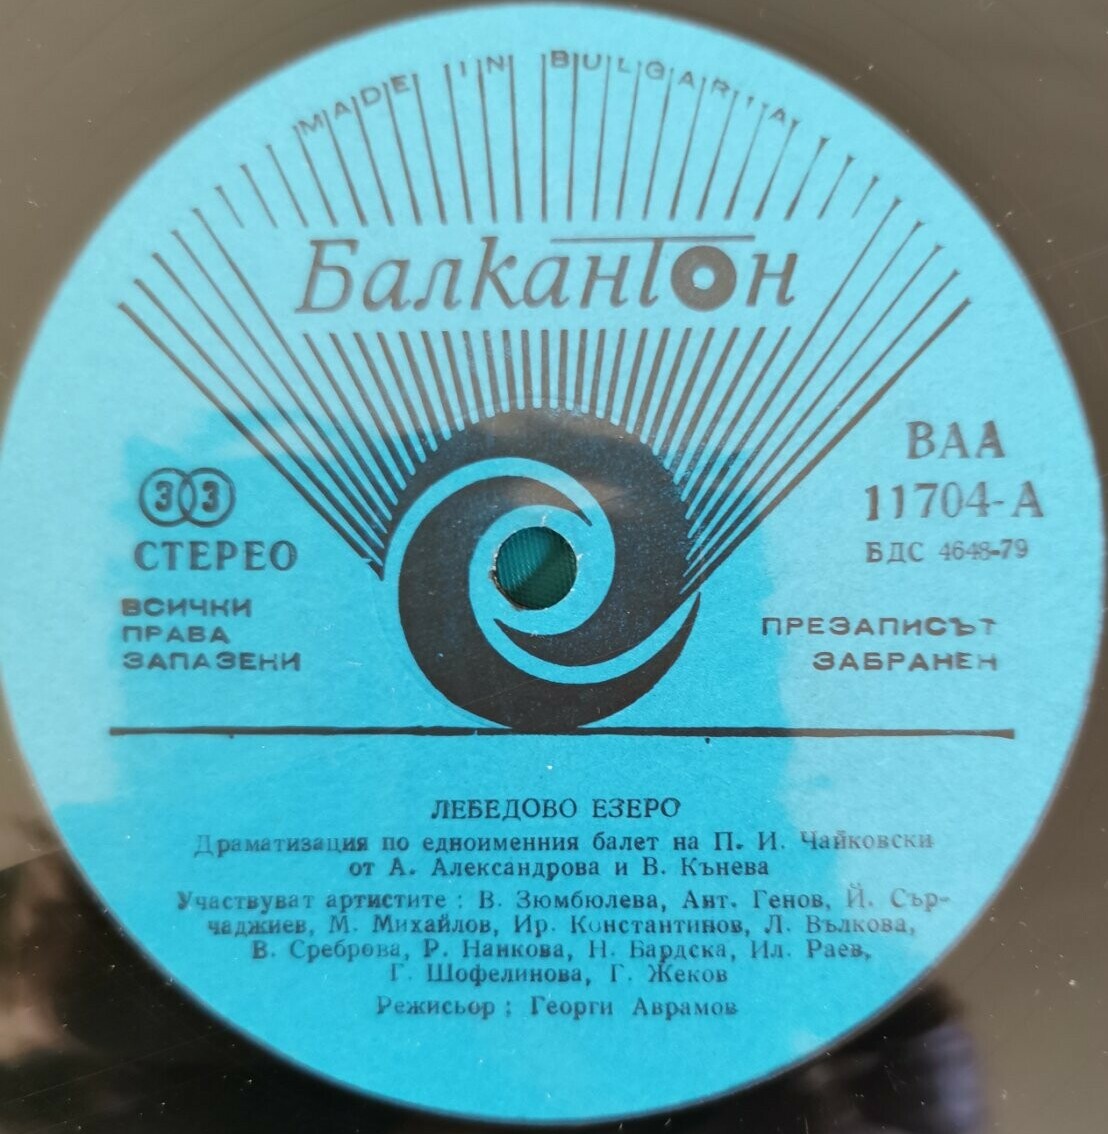 MADE IN BULGARIA
Балкантон
ВАА
11704-А
БДС 4648-79
33
СТЕРЕО
ВСИЧКИ
ПРАВА
ЗАПАЗЕНИ
ПРЕЗАПИСЪТ
ЗАБРАНЕН
ЛЕБЕДОВО ЕЗЕРО
Драматизация по едноименния балет на П. И. Чайковски
от А. Александрова и В. Кънева
Участвуват артистите : В. Зюмбюлева, Ант. Генов, Й. Сър-
чаджиев, М. Михайлов, Ир. Константинов, Л. Вълкова,
В. Среброва, Р. Нанкова, Н. Бардска, Ил. Раев,
Г. Шофелинова, Г. Жеков
Режисьор : Георги Аврамов